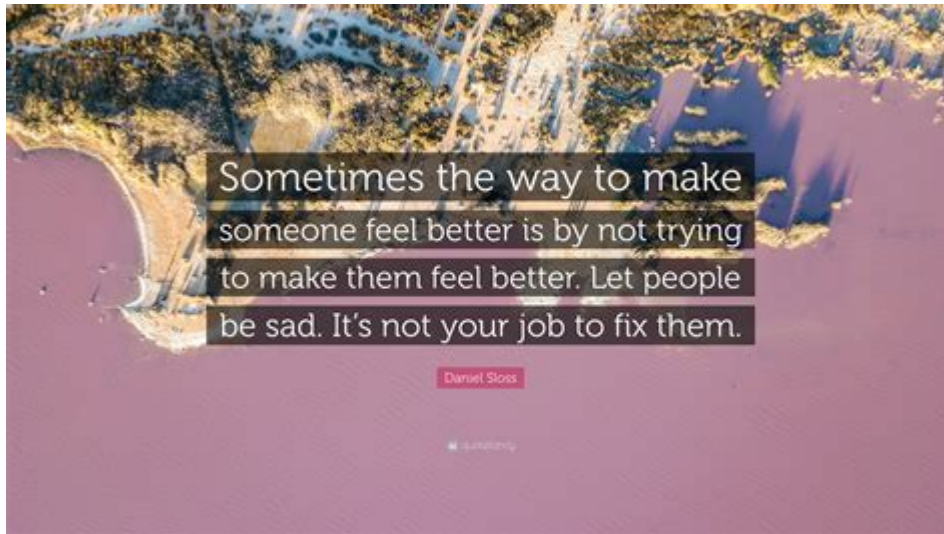 Sometimes the way to make
someone feel better is by not trying
to make them feel better. Let people
be sad. It’s not your job to fix them.
Daniel Sloss
quotefancy